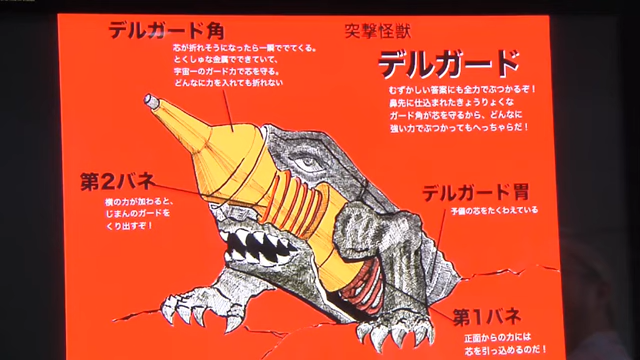 デルガード角
芯が折れそうになったら一瞬ででてくる。
とくしゅな金属でできていて、
宇宙一のガード力で芯を守る。
どんなに力を入れても折れない
突撃怪獣
デルガード
むずかしい答案にも全力でぶつかるぞ！
鼻先に仕込まれたきょうりょくな
ガード角が芯を守るから、どんなに
強い力でぶつかってもへっちゃらだ！
第2バネ
横の力が加わると、
じまんのガードを
くり出すぞ！
デルガード胃
予備の芯をたくわえている
第1バネ
正面からの力には
芯を引っ込めるのだ！